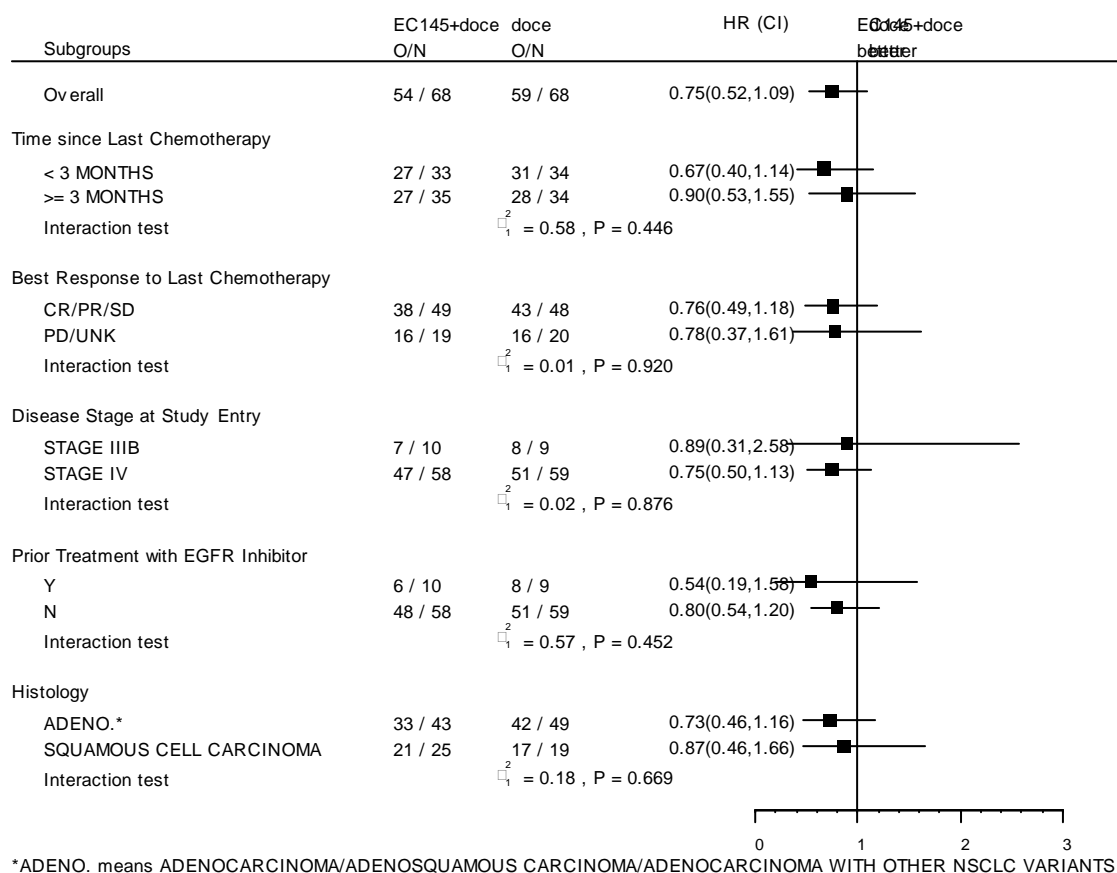 EC145+doce doce HR (CI)
Subgroups O/N O/N
Overall 54 / 68 59 / 68 0.75(0.52,1.09)
Time since Last Chemotherapy
< 3 MONTHS 27 / 33 31 / 34 0.67(0.40,1.14)
>= 3 MONTHS 27 / 35 28 / 34 0.90(0.53,1.55)
Interaction test □²₁ = 0.58 , P = 0.446
Best Response to Last Chemotherapy
CR/PR/SD 38 / 49 43 / 48 0.76(0.49,1.18)
PD/UNK 16 / 19 16 / 20 0.78(0.37,1.61)
Interaction test □²₁ = 0.01 , P = 0.920
Disease Stage at Study Entry
STAGE IIIB 7 / 10 8 / 9 0.89(0.31,2.58)
STAGE IV 47 / 58 51 / 59 0.75(0.50,1.13)
Interaction test □²₁ = 0.02 , P = 0.876
Prior Treatment with EGFR Inhibitor
Y 6 / 10 8 / 9 0.54(0.19,1.58)
N 48 / 58 51 / 59 0.80(0.54,1.20)
Interaction test □²₁ = 0.57 , P = 0.452
Histology
ADENO.* 33 / 43 42 / 49 0.73(0.46,1.16)
SQUAMOUS CELL CARCINOMA 21 / 25 17 / 19 0.87(0.46,1.66)
Interaction test □²₁ = 0.18 , P = 0.669
0 1 2 3
*ADENO. means ADENOCARCINOMA/ADENOSQUAMOUS CARCINOMA/ADENOCARCINOMA WITH OTHER NSCLC VARIANTS